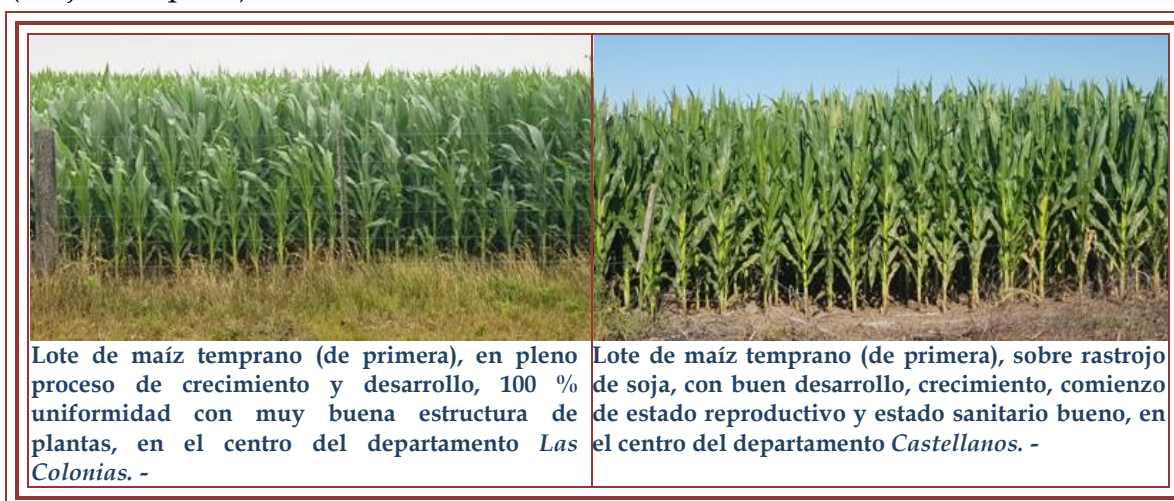 Lote de maíz temprano (de primera), en pleno
proceso de crecimiento y desarrollo, 100 %
uniformidad con muy buena estructura de
plantas, en el centro del departamento Las
Colonias. -
Lote de maíz temprano (de primera), sobre rastrojo
de soja, con buen desarrollo, crecimiento, comienzo
de estado reproductivo y estado sanitario bueno, en
el centro del departamento Castellanos. -